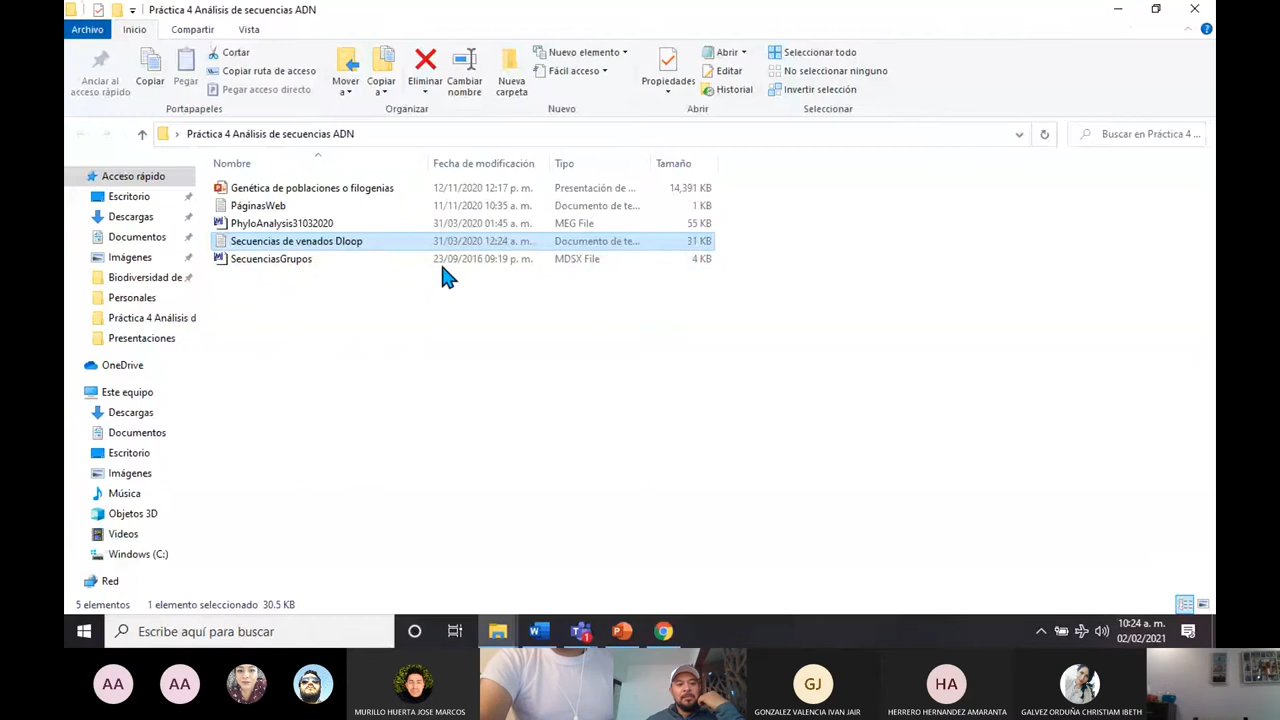 Práctica 4 Análisis de secuencias ADN
Archivo Inicio Compartir Vista
Anclar al acceso rápido
Copiar
Pegar
Cortar
Copiar ruta de acceso
Pegar acceso directo
Portapapeles
Mover a
Copiar a
Eliminar
Cambiar nombre
Organizar
Nueva carpeta
Nuevo elemento
Fácil acceso
Nuevo
Propiedades
Abrir
Editar
Historial
Abrir
Seleccionar todo
No seleccionar ninguno
Invertir selección
Seleccionar
Práctica 4 Análisis de secuencias ADN
Buscar en Práctica 4 ...
Nombre Fecha de modificación Tipo Tamaño
Genética de poblaciones o filogenias 12/11/2020 12:17 p. m. Presentación de ... 14,391 KB
PáginasWeb 11/11/2020 10:35 a. m. Documento de te... 1 KB
PhyloAnalysis31032020 31/03/2020 01:45 a. m. MEG File 55 KB
Secuencias de venados Dloop 31/03/2020 12:24 a. m. Documento de te... 31 KB
SecuenciasGrupos 23/09/2016 09:19 p. m. MDSX File 4 KB
Acceso rápido
Escritorio
Descargas
Documentos
Imágenes
Biodiversidad de
Personales
Práctica 4 Análisis d
Presentaciones
OneDrive
Este equipo
Descargas
Documentos
Escritorio
Imágenes
Música
Objetos 3D
Videos
Windows (C:)
Red
5 elementos 1 elemento seleccionado 30.5 KB
Escribe aquí para buscar
10:24 a. m.
02/02/2021
AA
AA
MURILLO HUERTA JOSE MARCOS
GJ
GONZALEZ VALENCIA IVAN JAIR
HA
HERRERO HERNANDEZ AMARANTA
GALVEZ ORDUÑA CHRISTIAM IBETH